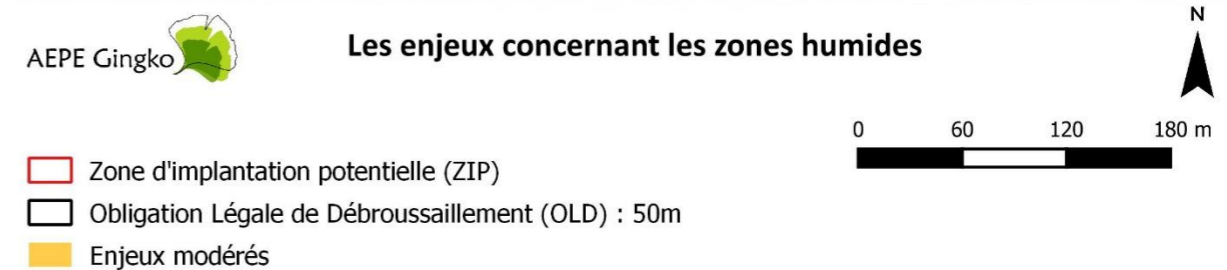 N
AEPE Gingko
Les enjeux concernant les zones humides
0 60 120 180 m
Zone d'implantation potentielle (ZIP)
Obligation Légale de Débroussaillement (OLD) : 50m
Enjeux modérés